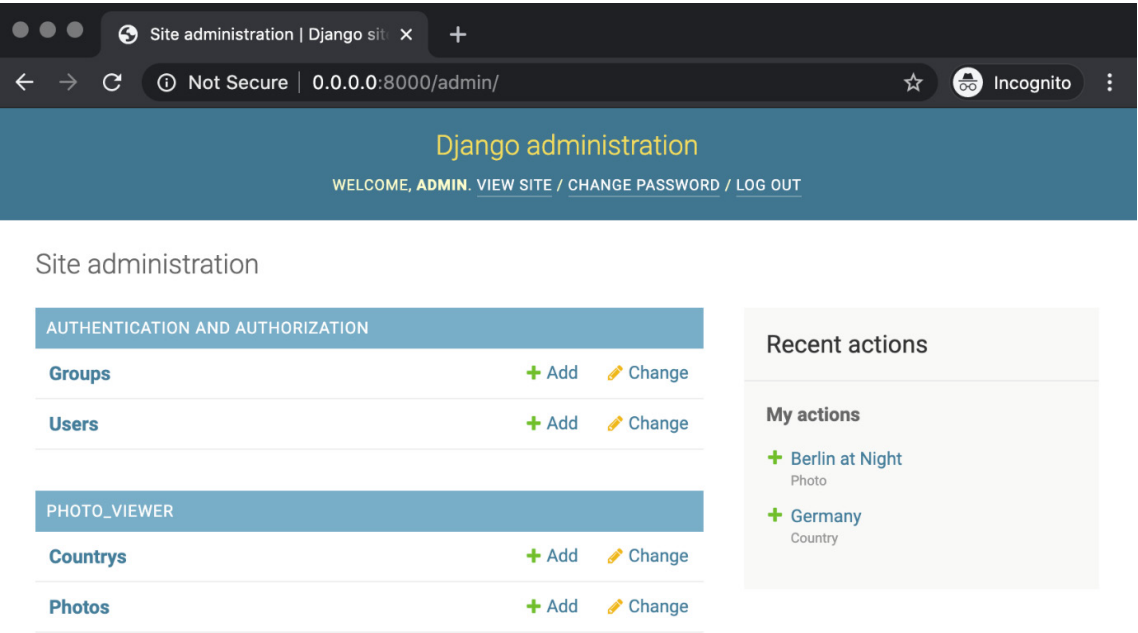 Site administration | Django sit
Not Secure | 0.0.0.0:8000/admin/
Incognito
Django administration
WELCOME, ADMIN. VIEW SITE / CHANGE PASSWORD / LOG OUT
Site administration
AUTHENTICATION AND AUTHORIZATION
Groups Add Change
Users Add Change
PHOTO_VIEWER
Countrys Add Change
Photos Add Change
Recent actions
My actions
Berlin at Night
Photo
Germany
Country